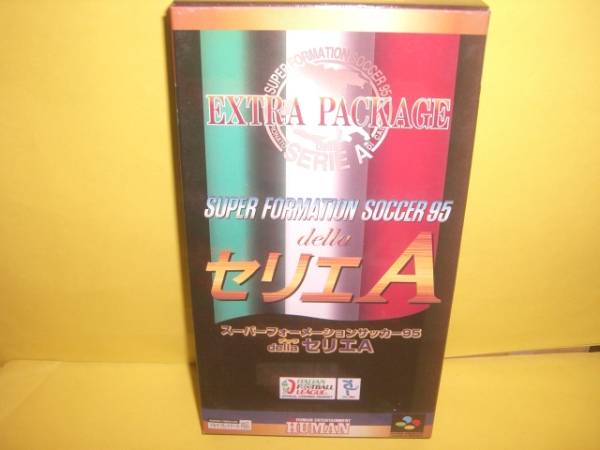 SUPER FORMATION SOCCER 95
EXTRA PACKAGE
SERIE A
SUPER FORMATION SOCCER 95
della
セリエA
スーパーフォーメーションサッカー95
della セリエA
ITALIAN
FOOTBALL
LEAGUE
HUMAN ENTERTAINMENT
HUMAN